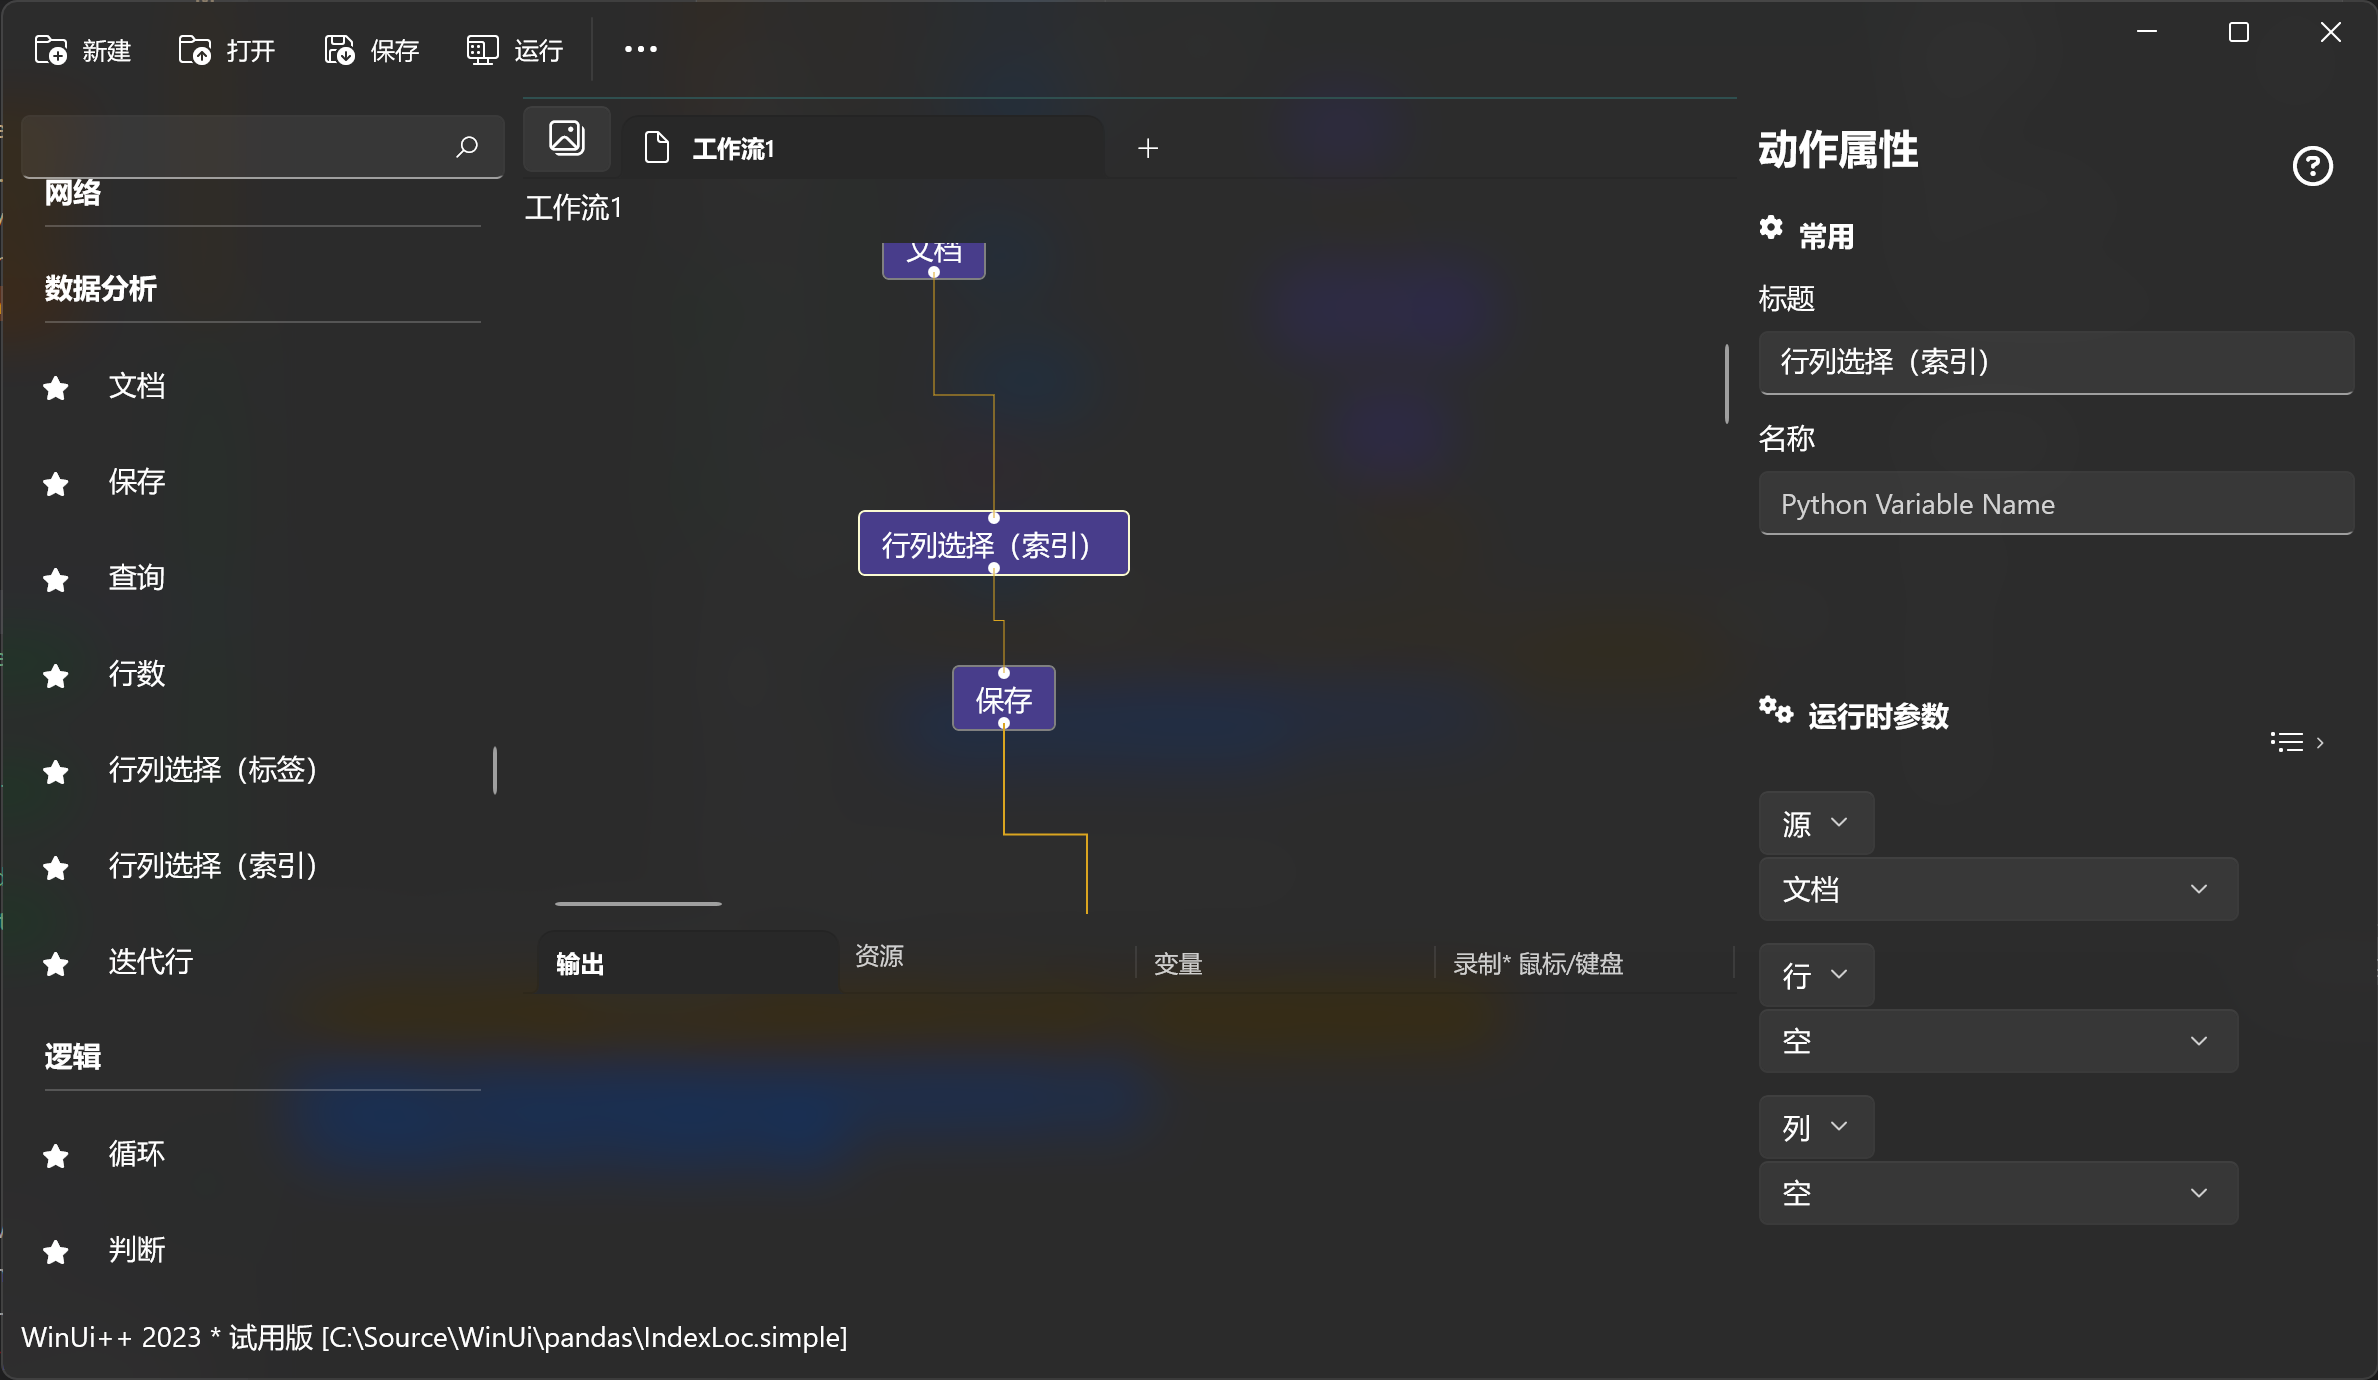 新建
打开
保存
运行
网络
数据分析
文档
保存
查询
行数
行列选择（标签）
行列选择（索引）
迭代行
逻辑
循环
判断
工作流1
工作流1
文档
行列选择（索引）
保存
输出
资源
变量
录制* 鼠标/键盘
动作属性
常用
标题
行列选择（索引）
名称
Python Variable Name
运行时参数
源
文档
行
空
列
空
WinUi++ 2023 * 试用版 [C:\Source\WinUi\pandas\IndexLoc.simple]